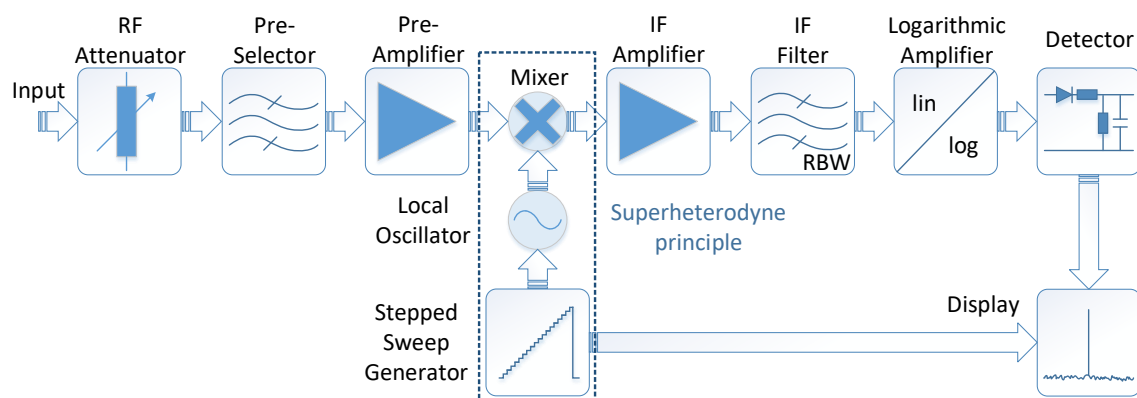 RF
Attenuator
Pre-
Selector
Pre-
Amplifier
Mixer
IF
Amplifier
IF
Filter
Logarithmic
Amplifier
Detector
Input
lin
log
RBW
Local
Oscillator
Superheterodyne
principle
Stepped
Sweep
Generator
Display